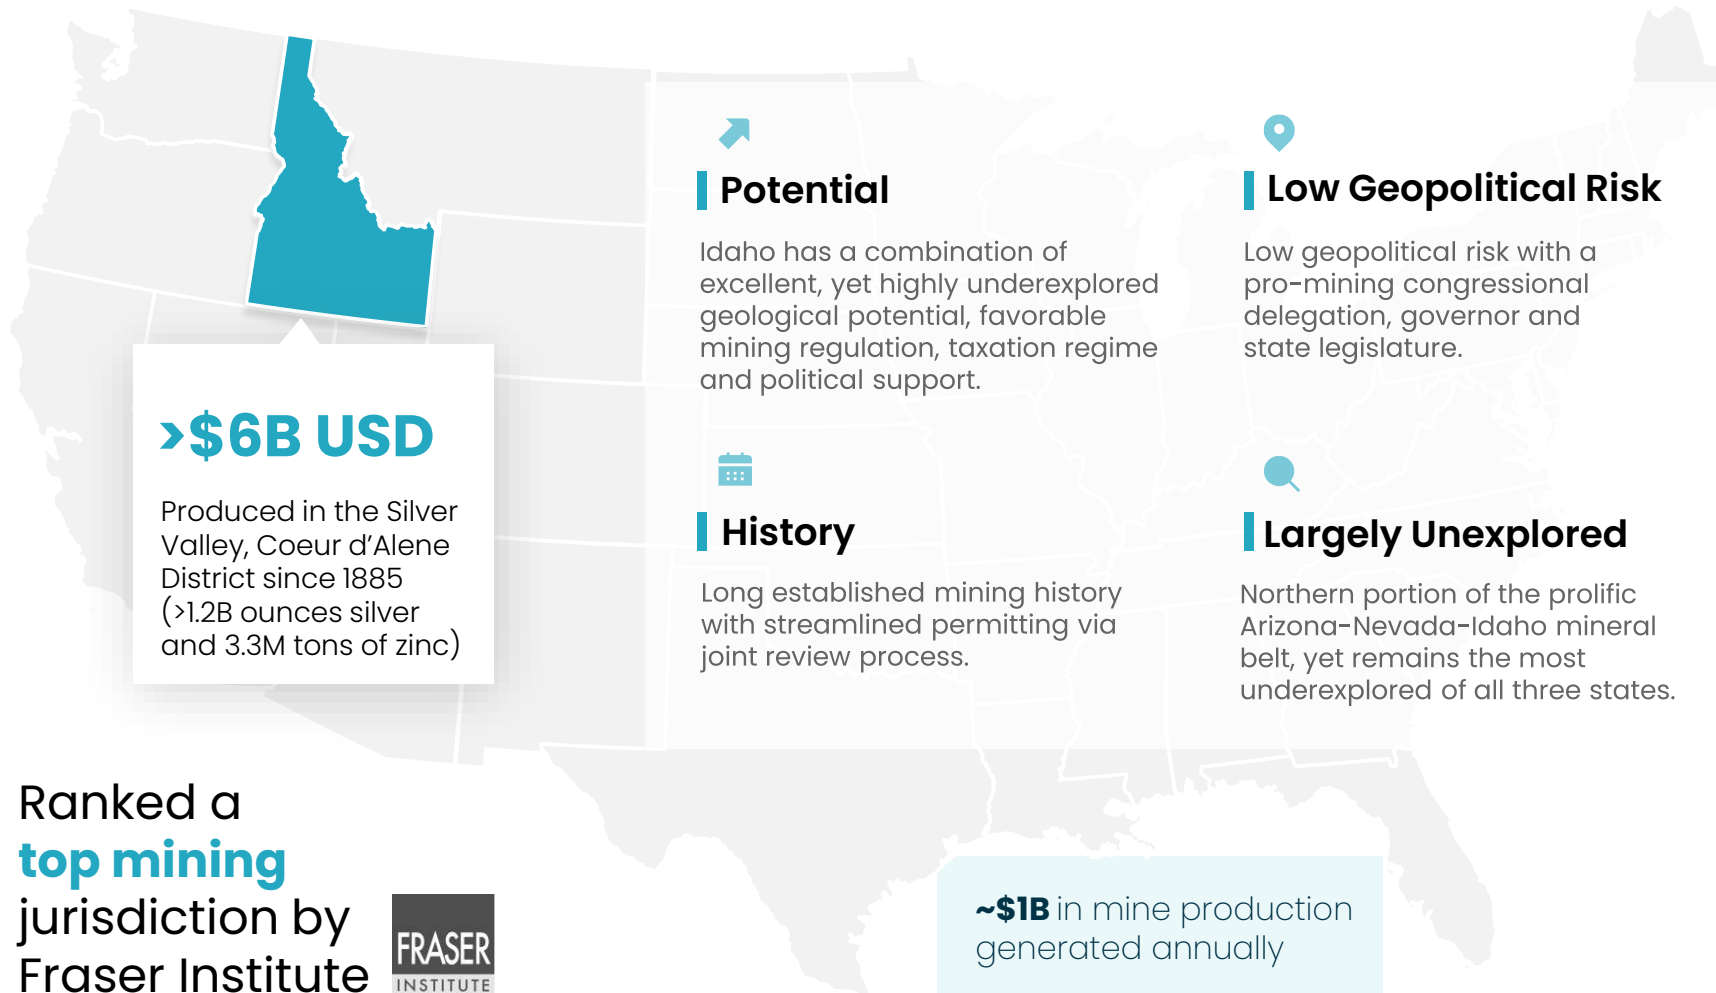 Potential
Idaho has a combination of
excellent, yet highly underexplored
geological potential, favorable
mining regulation, taxation regime
and political support.
Low Geopolitical Risk
Low geopolitical risk with a
pro-mining congressional
delegation, governor and
state legislature.
>$6B USD
Produced in the Silver
Valley, Coeur d’Alene
District since 1885
(>1.2B ounces silver
and 3.3M tons of zinc)
History
Long established mining history
with streamlined permitting via
joint review process.
Largely Unexplored
Northern portion of the prolific
Arizona-Nevada-Idaho mineral
belt, yet remains the most
underexplored of all three states.
Ranked a
top mining
jurisdiction by
Fraser Institute
FRASER
INSTITUTE
~$1B in mine production
generated annually